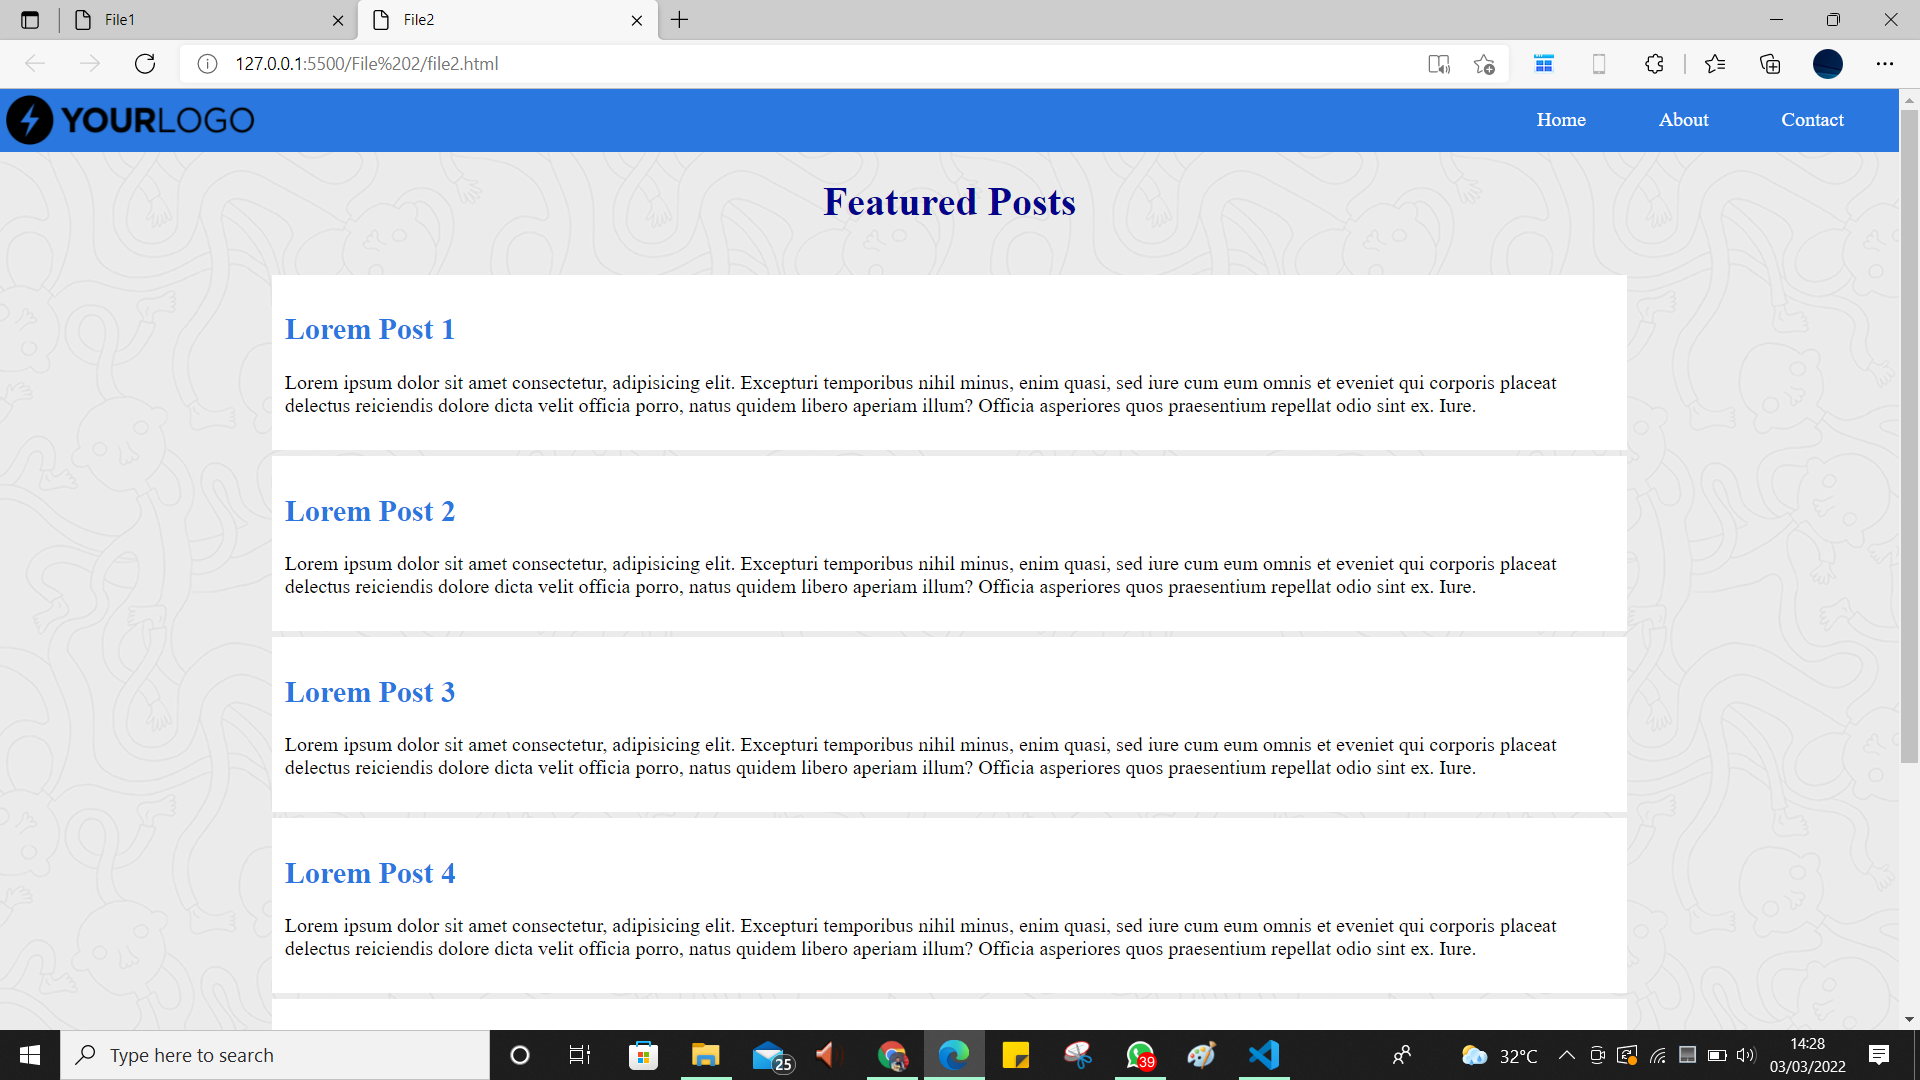 File1
File2
127.0.0.1:5500/File%202/file2.html
YOURLOGO
Home About Contact
Featured Posts
Lorem Post 1
Lorem ipsum dolor sit amet consectetur, adipisicing elit. Excepturi temporibus nihil minus, enim quasi, sed iure cum eum omnis et eveniet qui corporis placeat
delectus reiciendis dolore dicta velit officia porro, natus quidem libero aperiam illum? Officia asperiores quos praesentium repellat odio sint ex. Iure.
Lorem Post 2
Lorem ipsum dolor sit amet consectetur, adipisicing elit. Excepturi temporibus nihil minus, enim quasi, sed iure cum eum omnis et eveniet qui corporis placeat
delectus reiciendis dolore dicta velit officia porro, natus quidem libero aperiam illum? Officia asperiores quos praesentium repellat odio sint ex. Iure.
Lorem Post 3
Lorem ipsum dolor sit amet consectetur, adipisicing elit. Excepturi temporibus nihil minus, enim quasi, sed iure cum eum omnis et eveniet qui corporis placeat
delectus reiciendis dolore dicta velit officia porro, natus quidem libero aperiam illum? Officia asperiores quos praesentium repellat odio sint ex. Iure.
Lorem Post 4
Lorem ipsum dolor sit amet consectetur, adipisicing elit. Excepturi temporibus nihil minus, enim quasi, sed iure cum eum omnis et eveniet qui corporis placeat
delectus reiciendis dolore dicta velit officia porro, natus quidem libero aperiam illum? Officia asperiores quos praesentium repellat odio sint ex. Iure.
Type here to search
25
39
32°C
14:28
03/03/2022